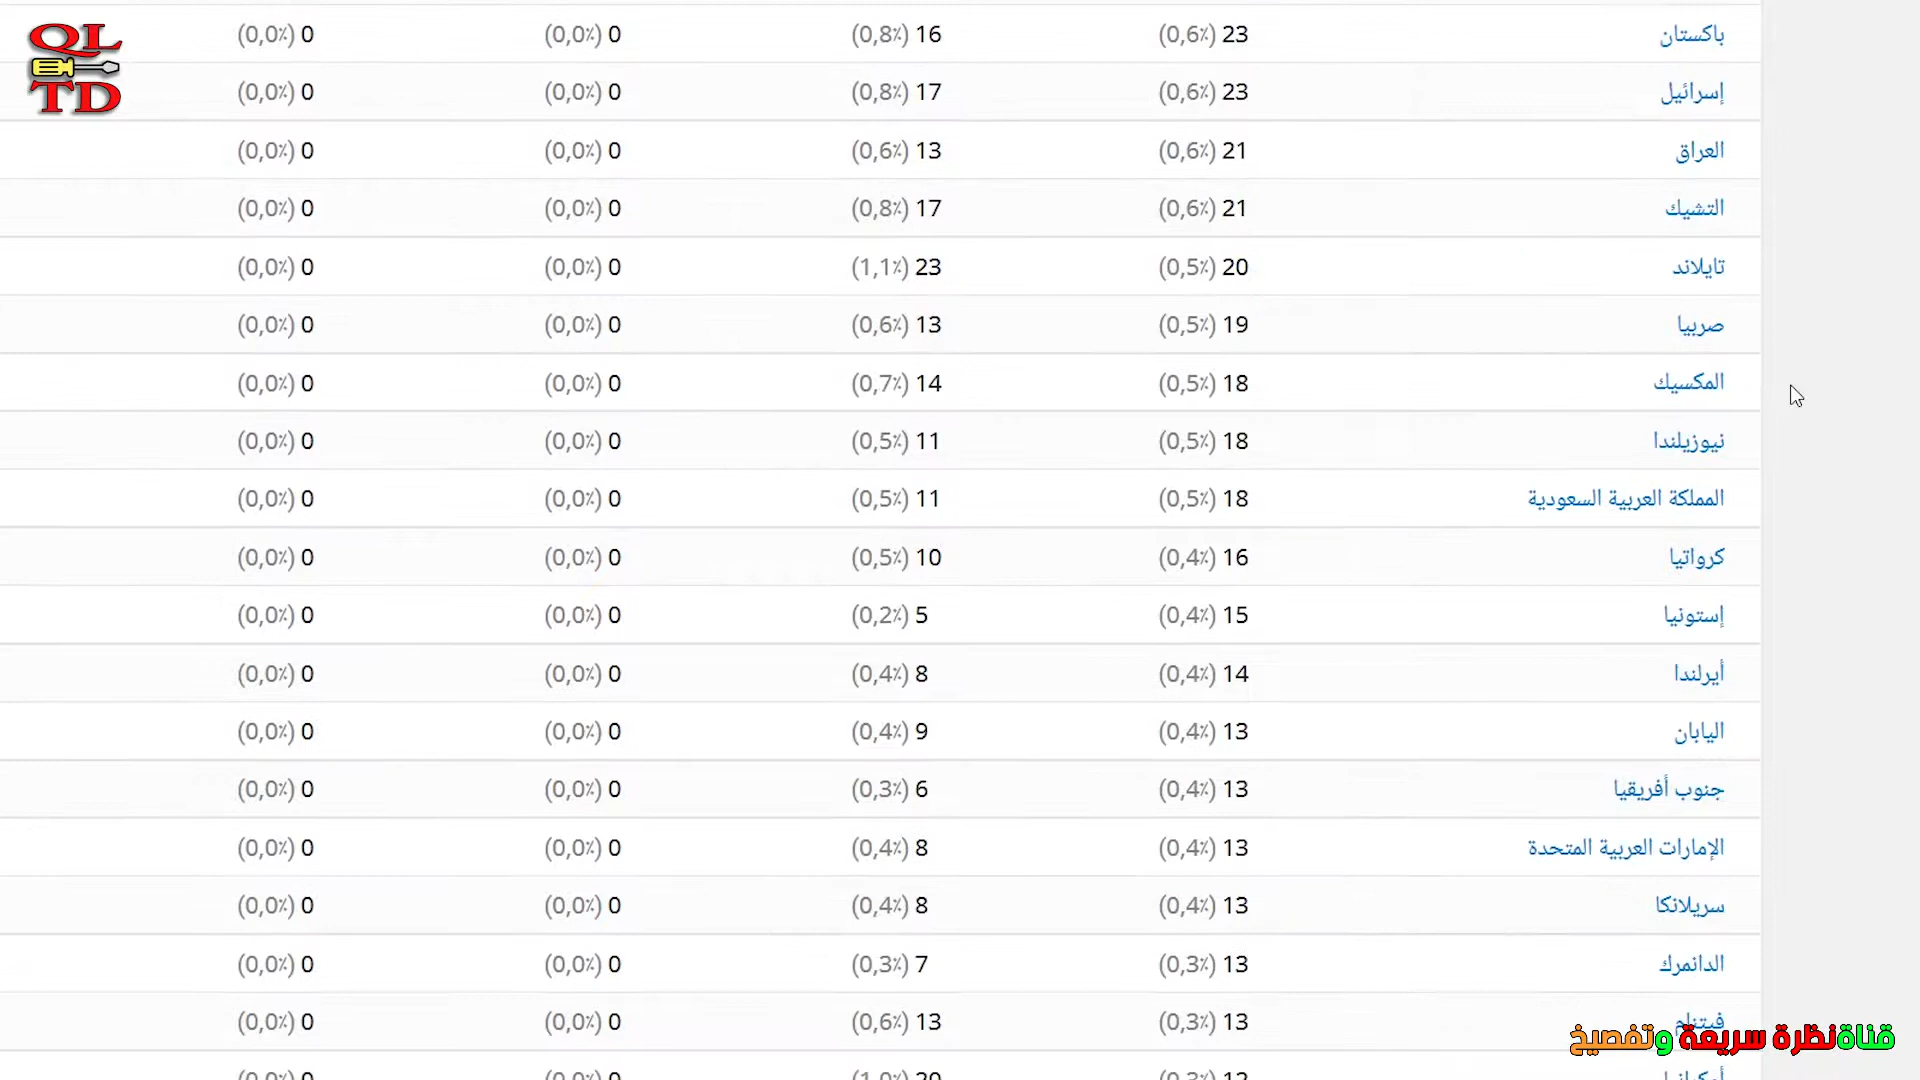 QL
TD
باكستان 23 (0,6٪) 16 (0,8٪) 0 (0,0٪) 0 (0,0٪)
إسرائيل 23 (0,6٪) 17 (0,8٪) 0 (0,0٪) 0 (0,0٪)
العراق 21 (0,6٪) 13 (0,6٪) 0 (0,0٪) 0 (0,0٪)
التشيك 21 (0,6٪) 17 (0,8٪) 0 (0,0٪) 0 (0,0٪)
تايلاند 20 (0,5٪) 23 (1,1٪) 0 (0,0٪) 0 (0,0٪)
صربيا 19 (0,5٪) 13 (0,6٪) 0 (0,0٪) 0 (0,0٪)
المكسيك 18 (0,5٪) 14 (0,7٪) 0 (0,0٪) 0 (0,0٪)
نيوزيلندا 18 (0,5٪) 11 (0,5٪) 0 (0,0٪) 0 (0,0٪)
المملكة العربية السعودية 18 (0,5٪) 11 (0,5٪) 0 (0,0٪) 0 (0,0٪)
كرواتيا 16 (0,4٪) 10 (0,5٪) 0 (0,0٪) 0 (0,0٪)
إستونيا 15 (0,4٪) 5 (0,2٪) 0 (0,0٪) 0 (0,0٪)
أيرلندا 14 (0,4٪) 8 (0,4٪) 0 (0,0٪) 0 (0,0٪)
اليابان 13 (0,4٪) 9 (0,4٪) 0 (0,0٪) 0 (0,0٪)
جنوب أفريقيا 13 (0,4٪) 6 (0,3٪) 0 (0,0٪) 0 (0,0٪)
الإمارات العربية المتحدة 13 (0,4٪) 8 (0,4٪) 0 (0,0٪) 0 (0,0٪)
سريلانكا 13 (0,4٪) 8 (0,4٪) 0 (0,0٪) 0 (0,0٪)
الدانمرك 13 (0,3٪) 7 (0,3٪) 0 (0,0٪) 0 (0,0٪)
فيتنام 13 (0,3٪) 13 (0,6٪) 0 (0,0٪) 0 (0,0٪)
قناة نظرة سريعة وتفصيخ